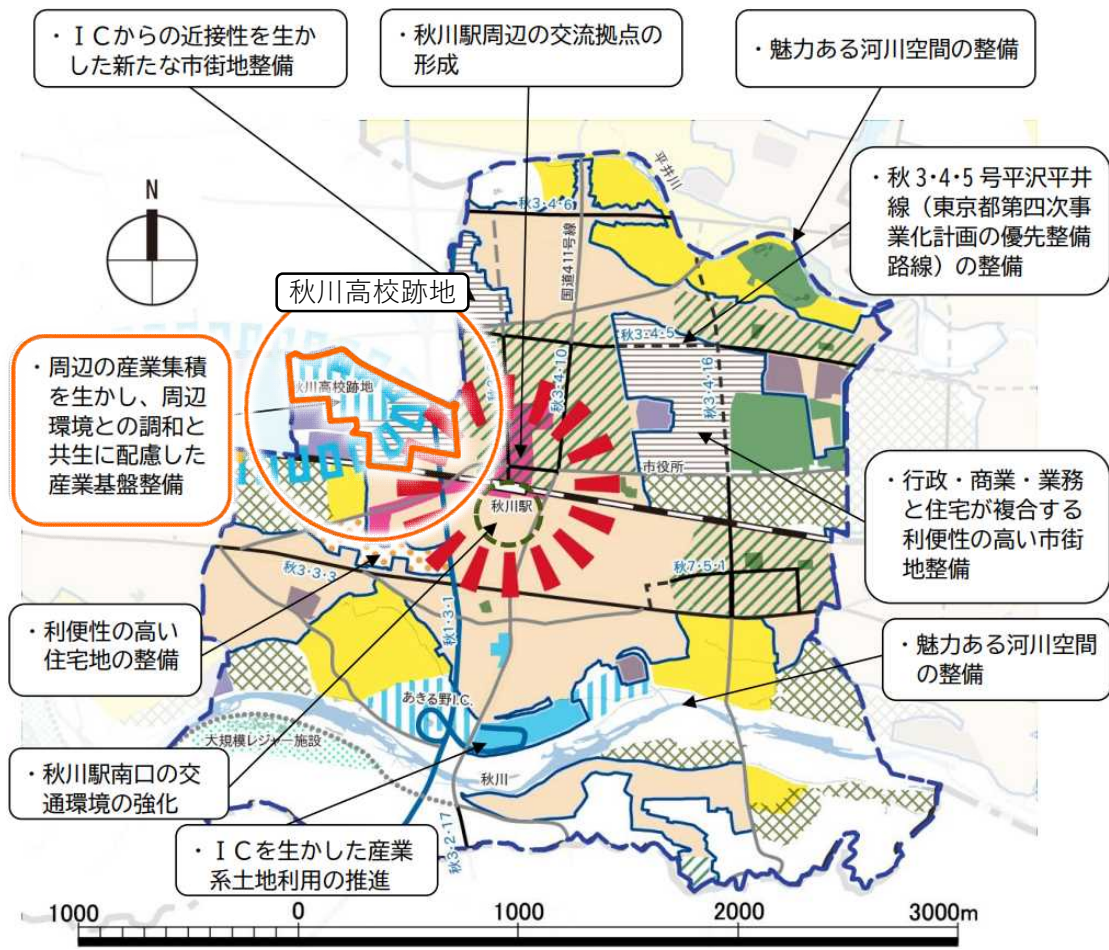 ・ＩＣからの近接性を生か
した新たな市街地整備
・秋川駅周辺の交流拠点の
形成
・魅力ある河川空間の整備
・秋3・4・5号平沢平井
線（東京都第四次事
業化計画の優先整備
路線）の整備
N
平井川
秋3・4・6
国道411号線
秋川高校跡地
秋3・4・5
・周辺の産業集積
を生かし、周辺
環境との調和と
共生に配慮した
産業基盤整備
秋川高校跡地
秋3・4・10
秋3・4・16
市役所
秋川駅
・行政・商業・業務
と住宅が複合する
利便性の高い市街
地整備
秋3・3・3
秋7・5・1
秋1・3・1
・利便性の高い
住宅地の整備
・魅力ある河川空間
の整備
あきる野I.C.
大規模レジャー施設
秋川
・秋川駅南口の交
通環境の強化
秋3・2・17
・ＩＣを生かした産業
系土地利用の推進
1000 0 1000 2000 3000m